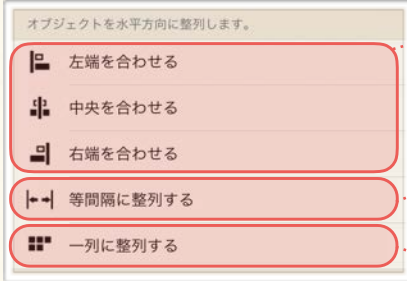 オブジェクトを水平方向に整列します。
左端を合わせる
中央を合わせる
右端を合わせる
等間隔に整列する
一列に整列する